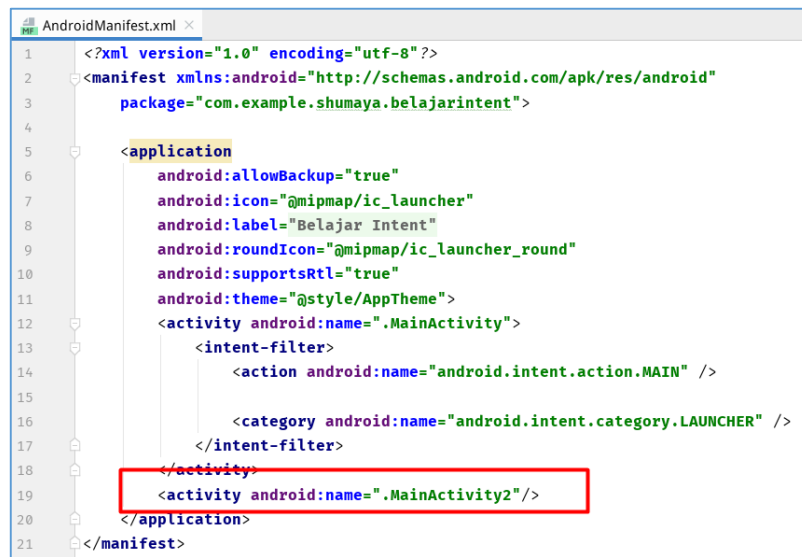 AndroidManifest.xml
1 <?xml version="1.0" encoding="utf-8"?>
2 <manifest xmlns:android="http://schemas.android.com/apk/res/android"
3 package="com.example.shumaya.belajarintent">
4
5 <application
6 android:allowBackup="true"
7 android:icon="@mipmap/ic_launcher"
8 android:label="Belajar Intent"
9 android:roundIcon="@mipmap/ic_launcher_round"
10 android:supportsRtl="true"
11 android:theme="@style/AppTheme">
12 <activity android:name=".MainActivity">
13 <intent-filter>
14 <action android:name="android.intent.action.MAIN" />
15
16 <category android:name="android.intent.category.LAUNCHER" />
17 </intent-filter>
18 </activity>
19 <activity android:name=".MainActivity2"/>
20 </application>
21 </manifest>